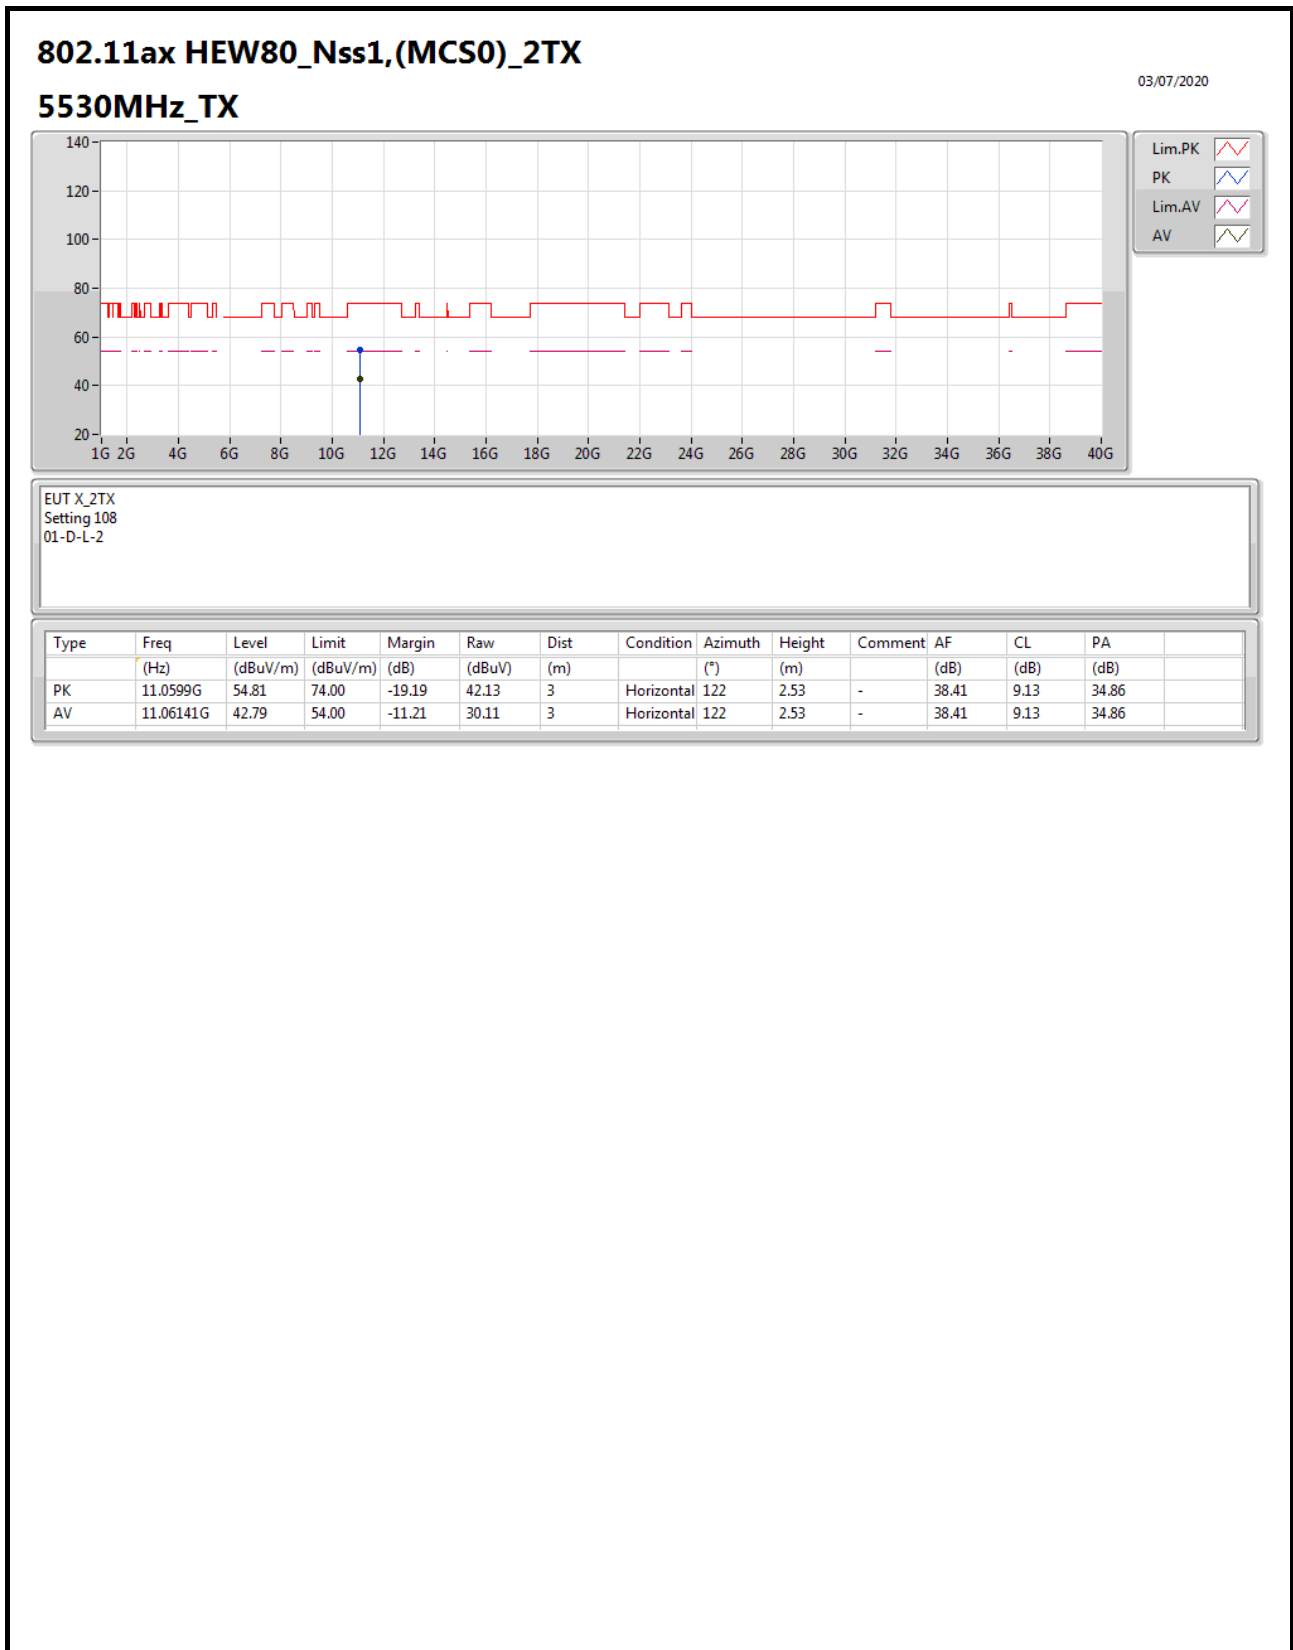 802.11ax HEW80_Nss1,(MCS0)_2TX
03/07/2020
5530MHz_TX
140
120
100
80
60
40
20
1G 2G 4G 6G 8G 10G 12G 14G 16G 18G 20G 22G 24G 26G 28G 30G 32G 34G 36G 38G 40G
Lim.PK
PK
Lim.AV
AV
EUT X_2TX
Setting 108
01-D-L-2
Type Freq Level Limit Margin Raw Dist Condition Azimuth Height Comment AF CL PA
(Hz) (dBuV/m) (dBuV/m) (dB) (dBuV) (m) (°) (m) (dB) (dB) (dB)
PK 11.0599G 54.81 74.00 -19.19 42.13 3 Horizontal 122 2.53 - 38.41 9.13 34.86
AV 11.06141G 42.79 54.00 -11.21 30.11 3 Horizontal 122 2.53 - 38.41 9.13 34.86